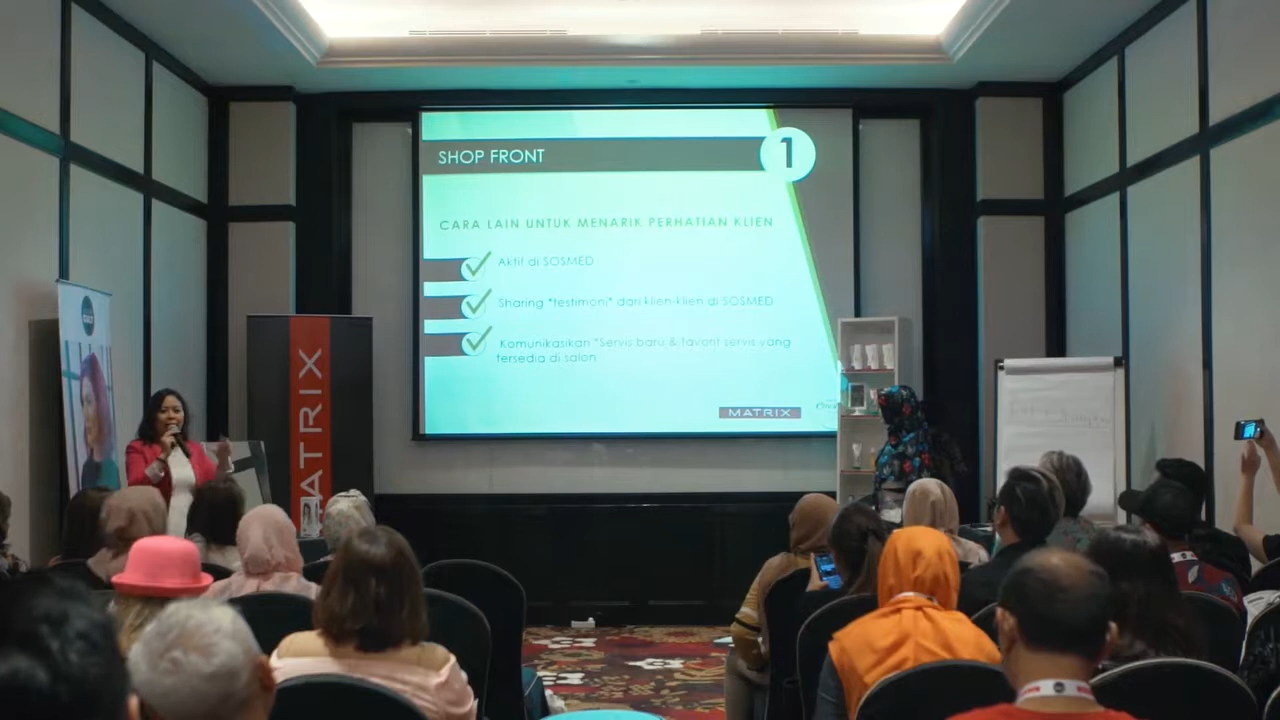 SHOP FRONT
1
CARA LAIN UNTUK MENARIK PERHATIAN KLIEN
Aktif di SOSMED
Sharing *testimoni* dari klien-klien di SOSMED
Komunikasikan *Servis baru & favorit servis yang
tersedia di salon
MATRIX
MATRIX